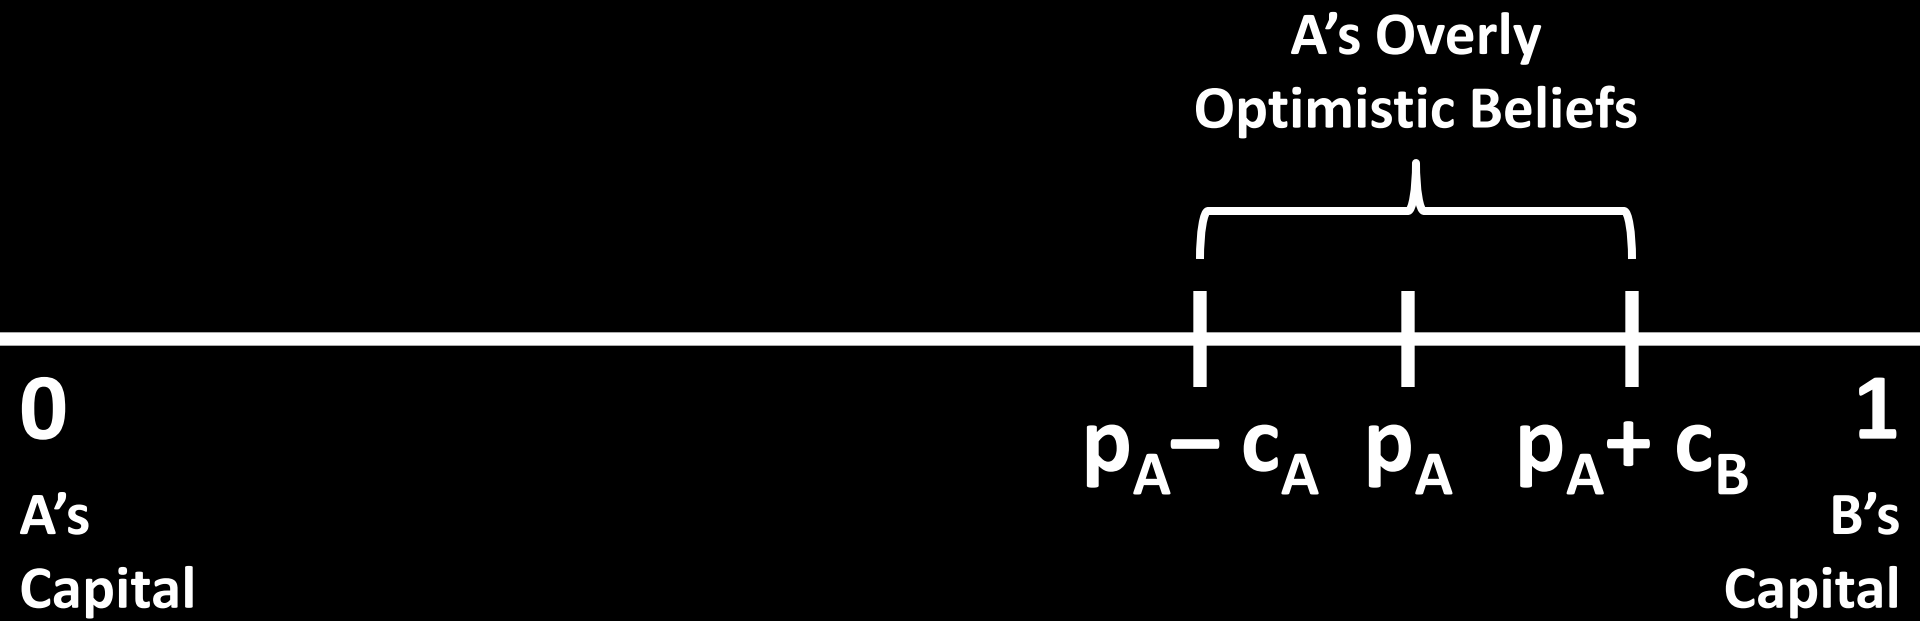 A’s Overly
Optimistic Beliefs
0
1
pA– cA
pA
pA+ cB
A’s
Capital
B’s
Capital